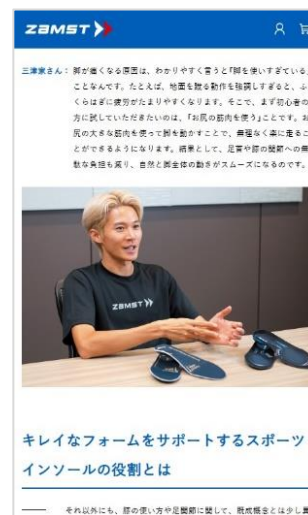 ZAMST
三津家さん： 脚が痛くなる原因は、わかりやすく言うと「脚を使いすぎている」
ことなんです。たとえば、地面を蹴る動作を強調しすぎると、ふ
くらはぎに疲労がたまりやすくなります。そこで、まず初心者の
方に試していただきたいのは、「お尻の筋肉を使う」ことです。お
尻の大きな筋肉を使って脚を動かすことで、無理なく楽に走るこ
とができるようになります。結果として、足首や膝の関節への無
駄な負担も減り、自然と脚全体の動きがスムーズになるのです。
ZAMST
キレイなフォームをサポートするスポーツ
インソールの役割とは
—— それ以外にも、膝の使い方や足関節に関して、既成概念とは少し